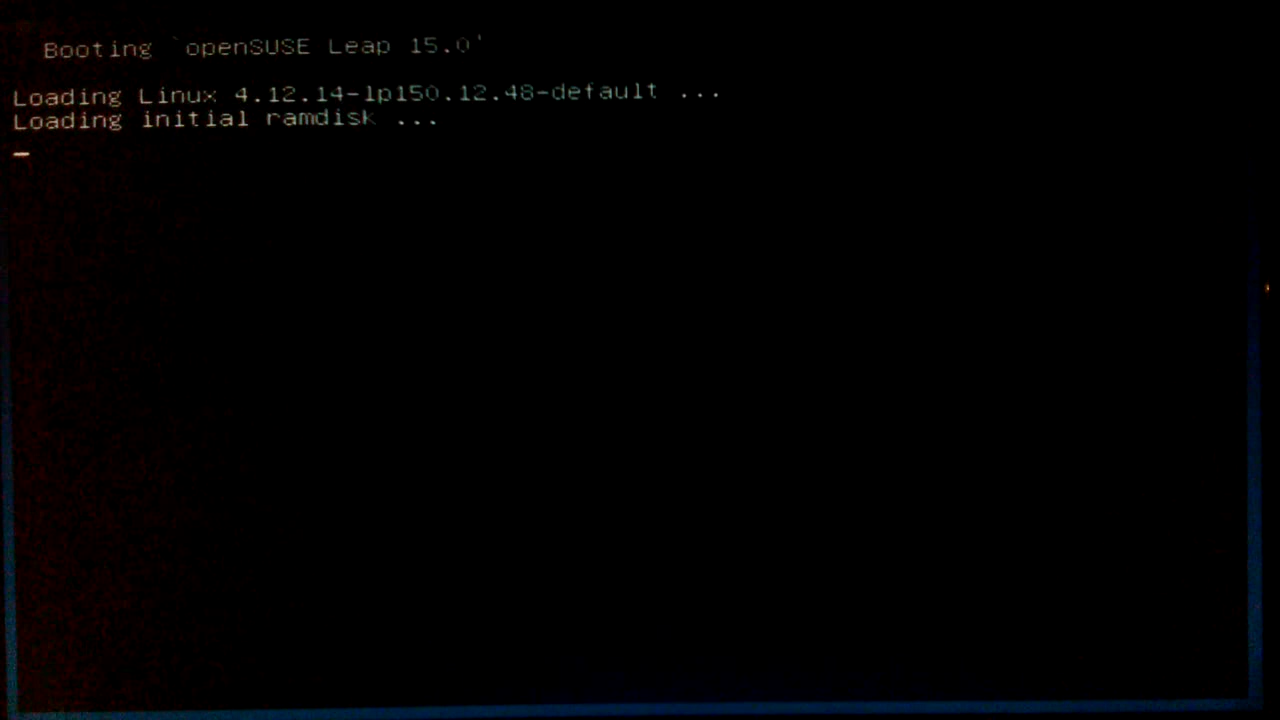 Booting `openSUSE Leap 15.0'
Loading Linux 4.12.14-lp150.12.48-default ...
Loading initial ramdisk ...